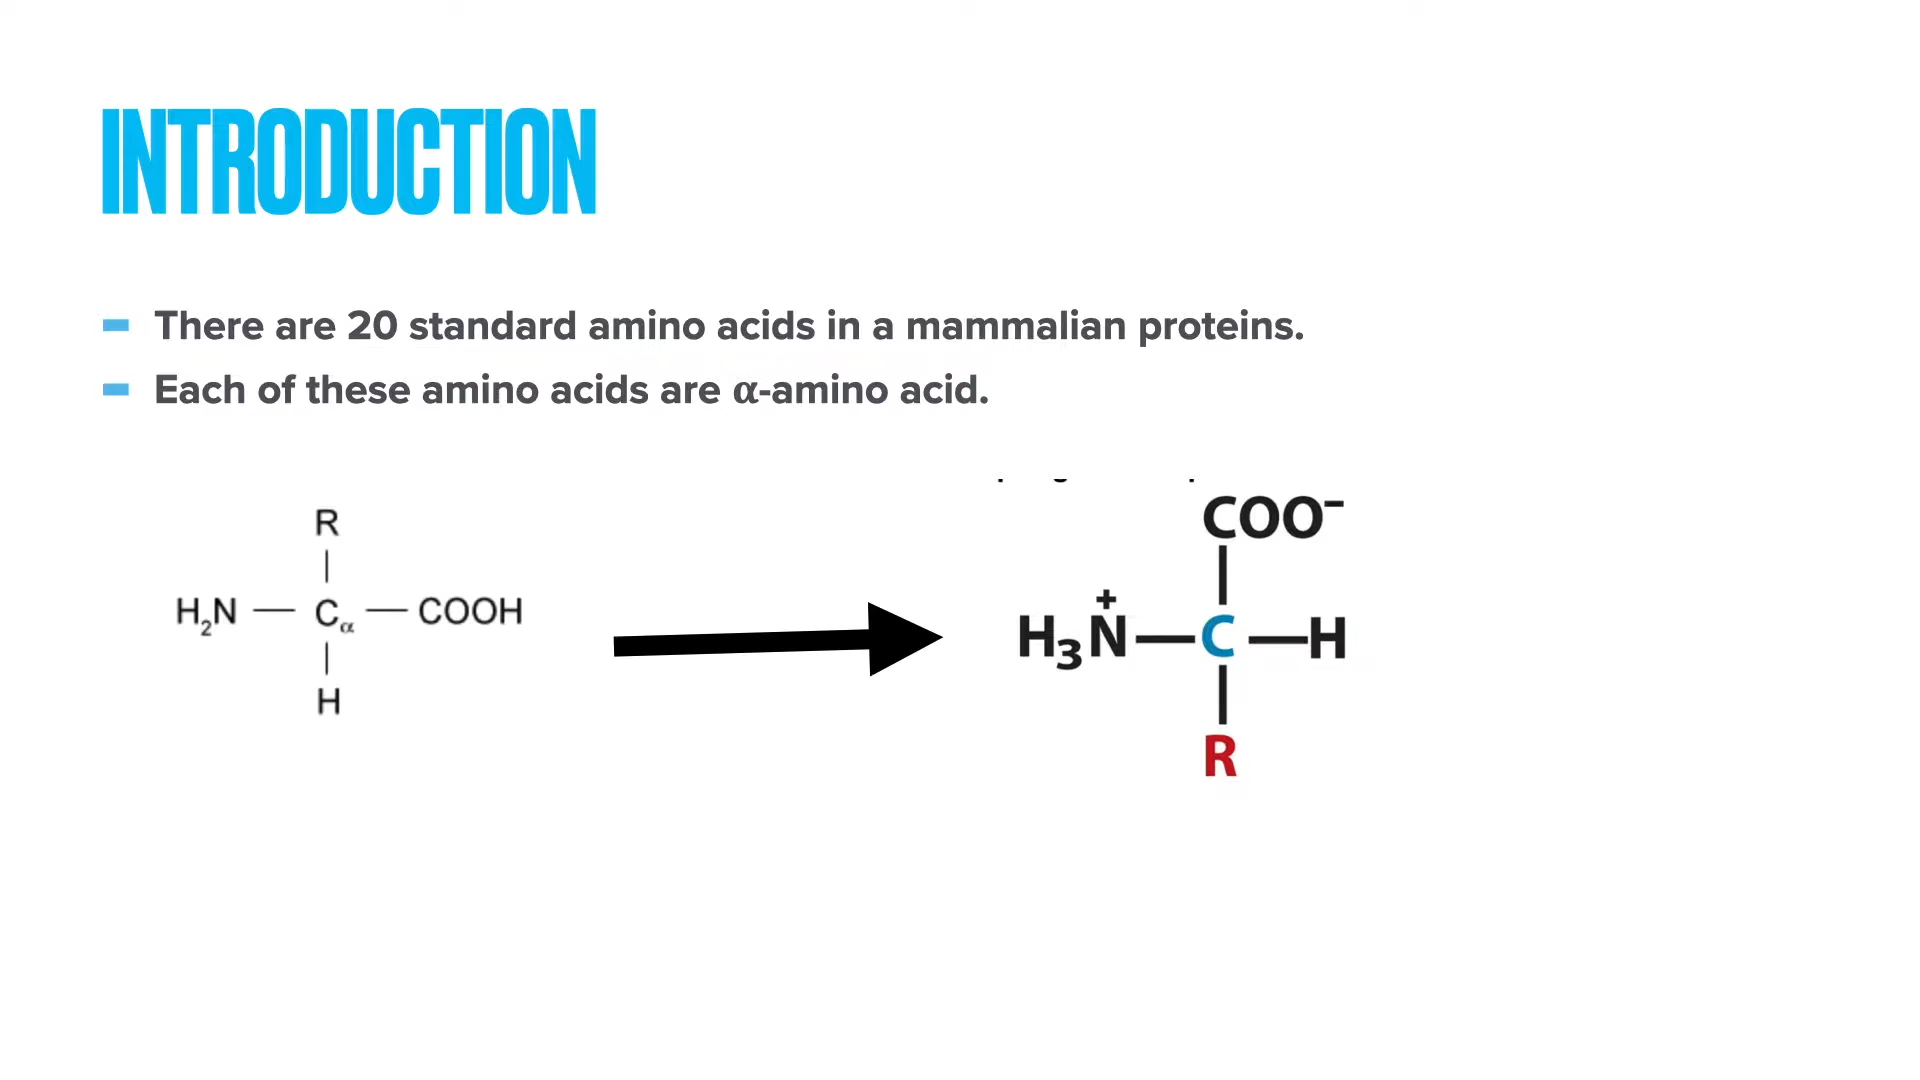 INTRODUCTION
There are 20 standard amino acids in a mammalian proteins.
Each of these amino acids are α-amino acid.
R
H₂N — Cα — COOH
H
COO⁻
H₃N⁺—C—H
R